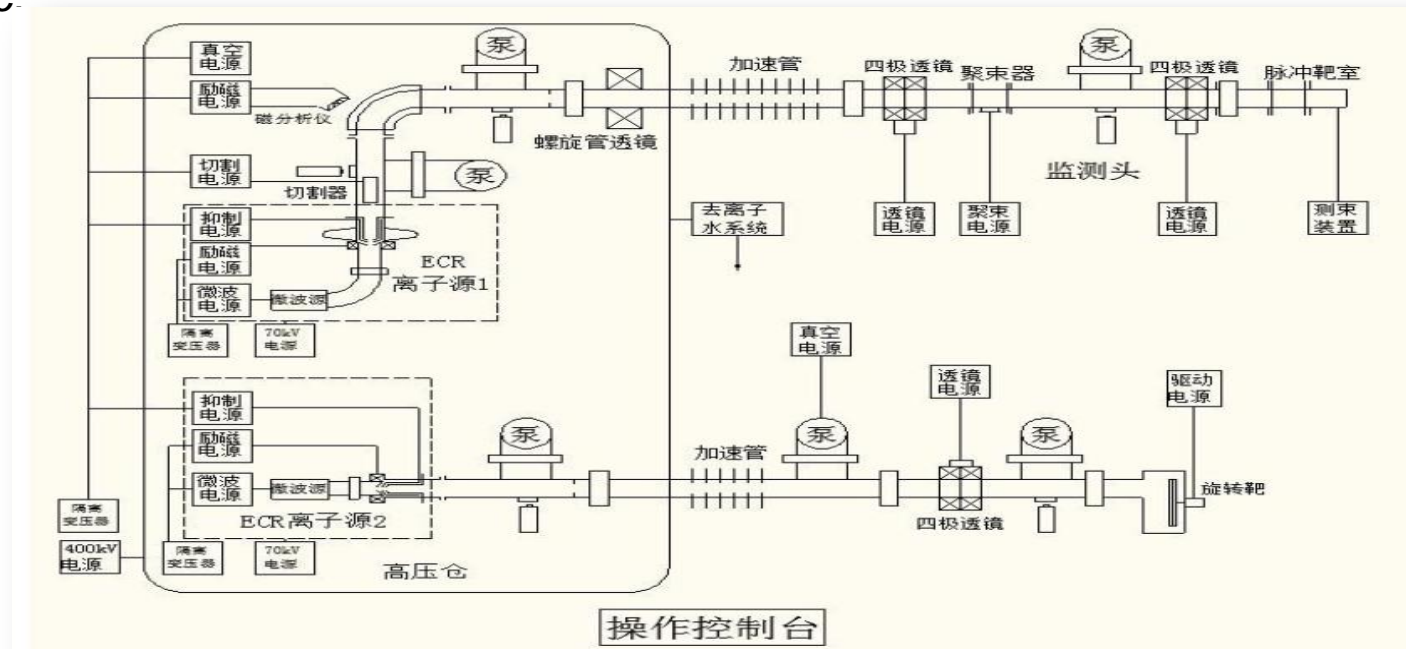 真空
电源
励磁
电源
磁分析仪
泵
加速管
四极透镜
聚束器
泵
四极透镜
脉冲靶室
螺旋管透镜
切割
电源
切割器
泵
监测头
抑制
电源
励磁
电源
微波
电源
微波源
ECR
离子源1
去离子
水系统
透镜
电源
聚束
电源
透镜
电源
测束
装置
隔离
变压器
70kV
电源
真空
电源
透镜
电源
驱动
电源
抑制
电源
励磁
电源
微波
电源
微波源
ECR离子源2
泵
加速管
泵
四极透镜
泵
旋转靶
隔离
变压器
400kV
电源
隔离
变压器
70kV
电源
高压仓
操作控制台